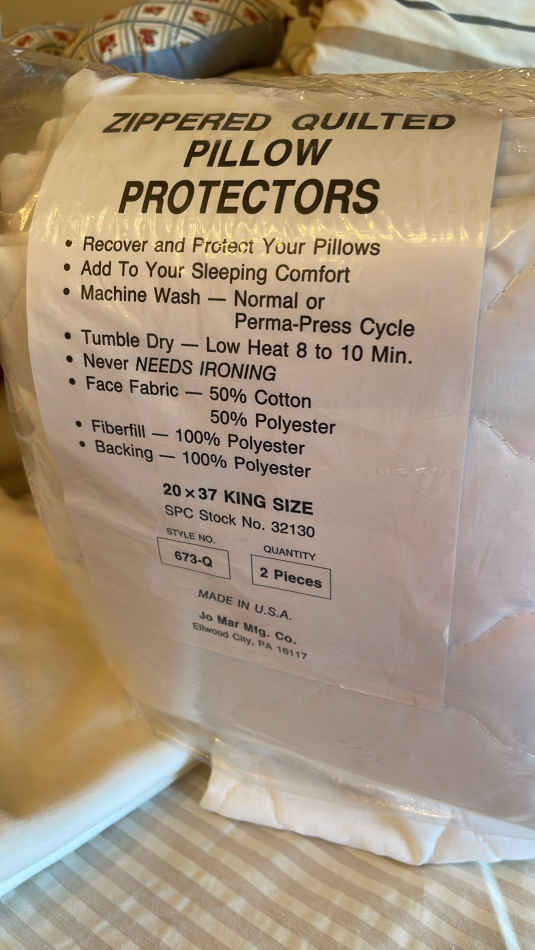 ZIPPERED QUILTED
PILLOW
PROTECTORS
• Recover and Protect Your Pillows
• Add To Your Sleeping Comfort
• Machine Wash — Normal or
Perma-Press Cycle
• Tumble Dry — Low Heat 8 to 10 Min.
• Never NEEDS IRONING
• Face Fabric — 50% Cotton
50% Polyester
• Fiberfill — 100% Polyester
• Backing — 100% Polyester
20 × 37 KING SIZE
SPC Stock No. 32130
STYLE NO. QUANTITY
673-Q 2 Pieces
MADE IN U.S.A.
Jo Mar Mfg. Co.
Ellwood City, PA 16117